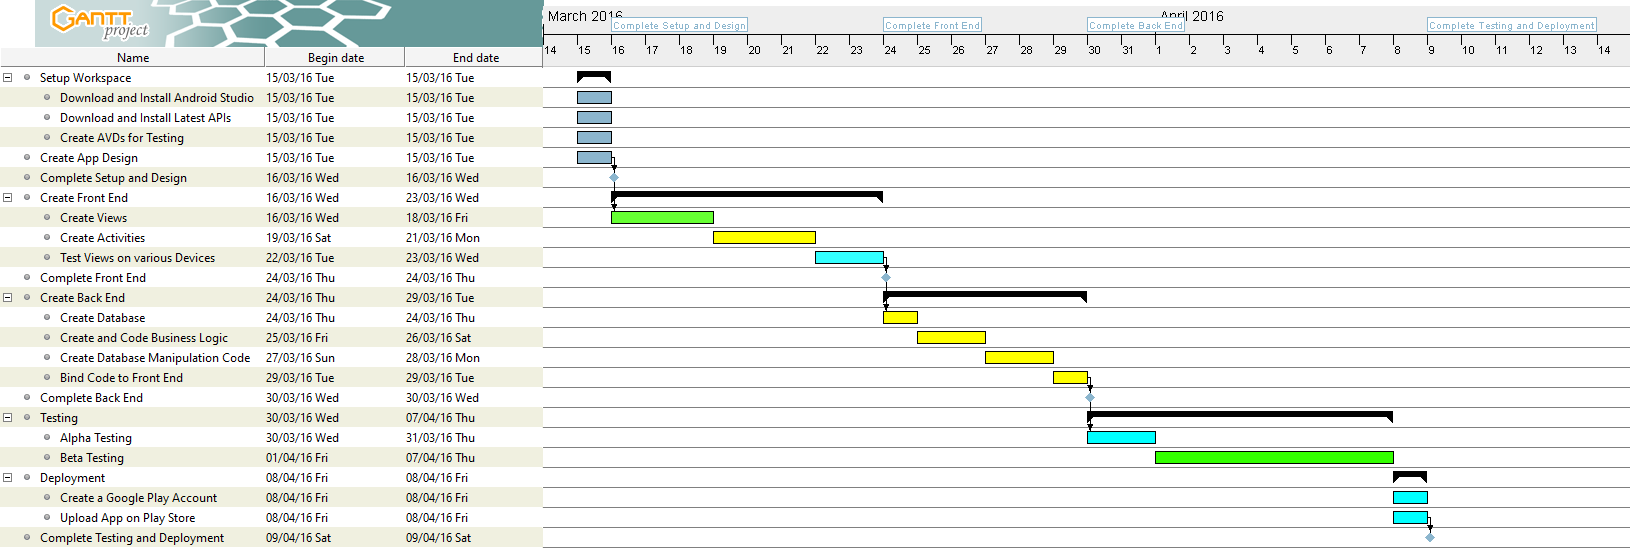 GANTT
project
March 2016
April 2016
Complete Setup and Design
Complete Front End
Complete Back End
Complete Testing and Deployment
14 15 16 17 18 19 20 21 22 23 24 25 26 27 28 29 30 31 1 2 3 4 5 6 7 8 9 10 11 12 13 14
Name Begin date End date
Setup Workspace 15/03/16 Tue 15/03/16 Tue
Download and Install Android Studio 15/03/16 Tue 15/03/16 Tue
Download and Install Latest APIs 15/03/16 Tue 15/03/16 Tue
Create AVDs for Testing 15/03/16 Tue 15/03/16 Tue
Create App Design 15/03/16 Tue 15/03/16 Tue
Complete Setup and Design 16/03/16 Wed 16/03/16 Wed
Create Front End 16/03/16 Wed 23/03/16 Wed
Create Views 16/03/16 Wed 18/03/16 Fri
Create Activities 19/03/16 Sat 21/03/16 Mon
Test Views on various Devices 22/03/16 Tue 23/03/16 Wed
Complete Front End 24/03/16 Thu 24/03/16 Thu
Create Back End 24/03/16 Thu 29/03/16 Tue
Create Database 24/03/16 Thu 24/03/16 Thu
Create and Code Business Logic 25/03/16 Fri 26/03/16 Sat
Create Database Manipulation Code 27/03/16 Sun 28/03/16 Mon
Bind Code to Front End 29/03/16 Tue 29/03/16 Tue
Complete Back End 30/03/16 Wed 30/03/16 Wed
Testing 30/03/16 Wed 07/04/16 Thu
Alpha Testing 30/03/16 Wed 31/03/16 Thu
Beta Testing 01/04/16 Fri 07/04/16 Thu
Deployment 08/04/16 Fri 08/04/16 Fri
Create a Google Play Account 08/04/16 Fri 08/04/16 Fri
Upload App on Play Store 08/04/16 Fri 08/04/16 Fri
Complete Testing and Deployment 09/04/16 Sat 09/04/16 Sat